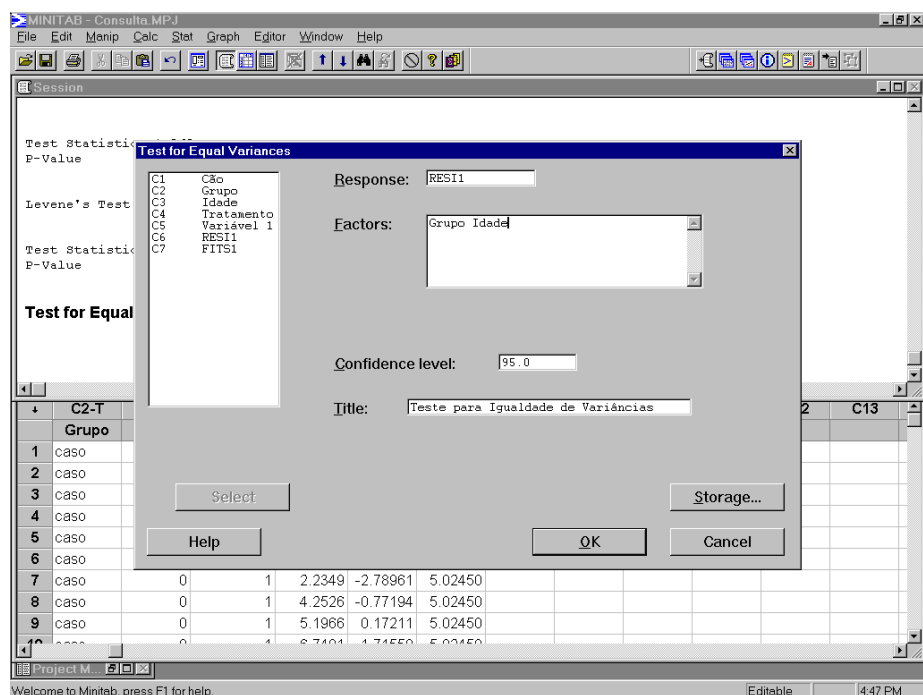 MINITAB - Consulta.MPJ
File Edit Manip Calc Stat Graph Editor Window Help
Session
Test Statistic
P-Value
Levene's Test
Test Statistic
P-Value
Test for Equal
Test for Equal Variances
C1 Cão
C2 Grupo
C3 Idade
C4 Tratamento
C5 Variável 1
C6 RESI1
C7 FITS1
Response: RESI1
Factors: Grupo Idade
Confidence level: 95.0
Title: Teste para Igualdade de Variâncias
Select
Storage...
Help
OK
Cancel
C2-T 2 C13
Grupo
1 caso
2 caso
3 caso
4 caso
5 caso
6 caso
7 caso 0 1 2.2349 -2.78961 5.02450
8 caso 0 1 4.2526 -0.77194 5.02450
9 caso 0 1 5.1966 0.17211 5.02450
Project M...
Welcome to Minitab, press F1 for help. Editable 4:47 PM